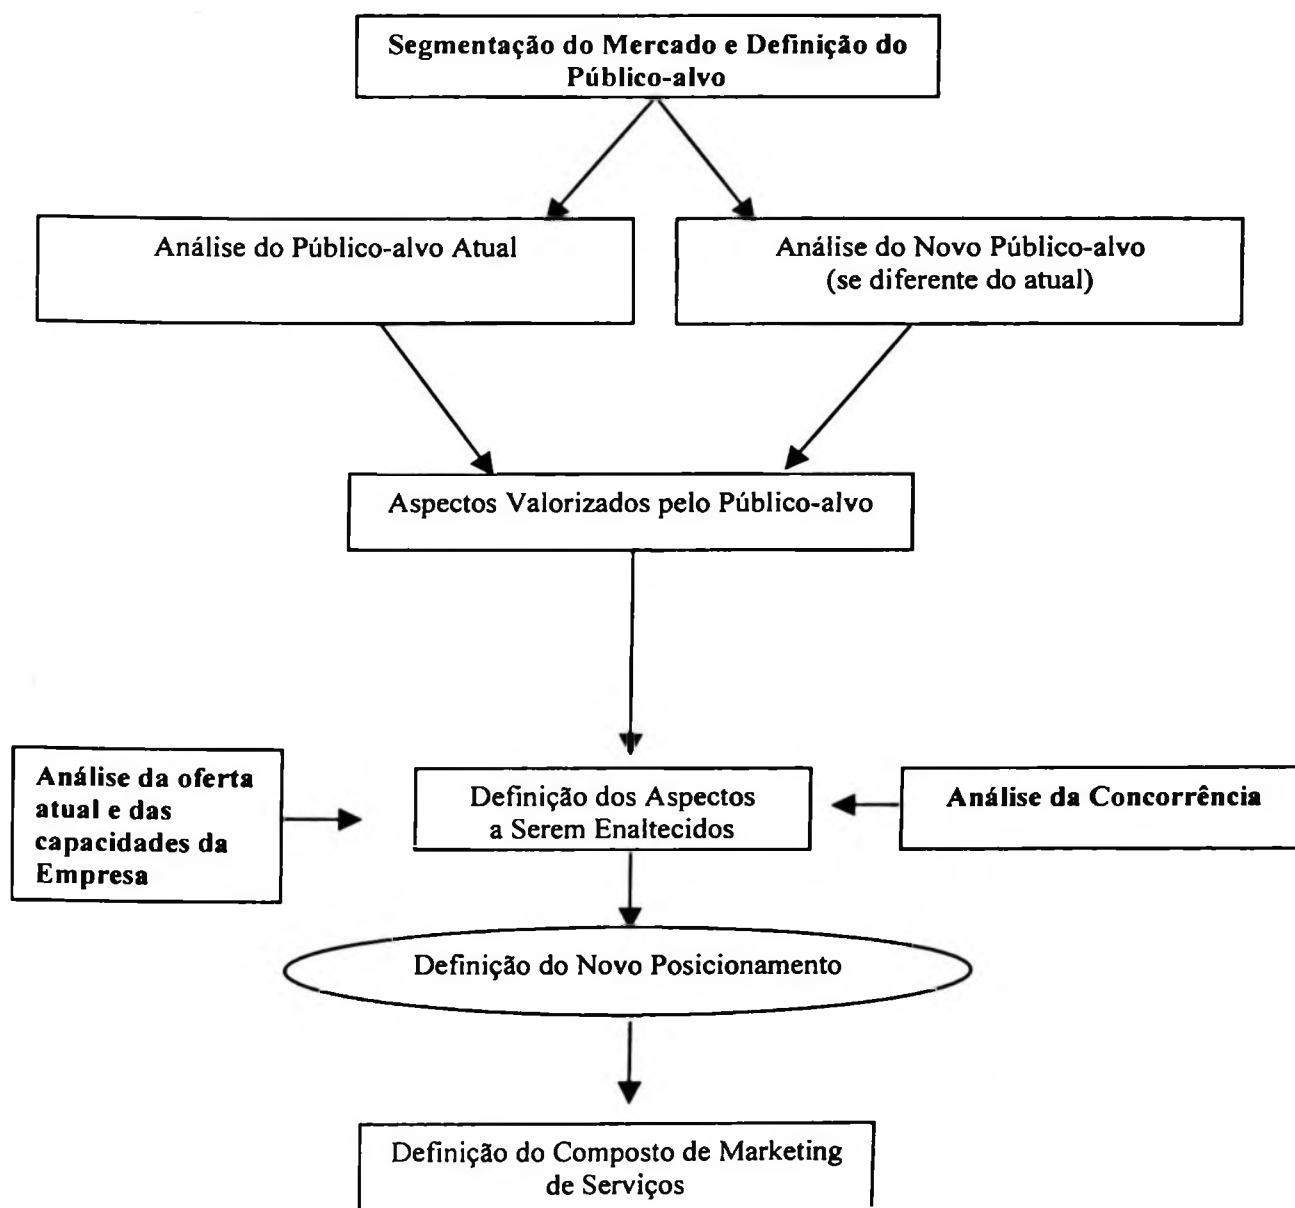 Segmentação do Mercado e Definição do
Público-alvo
Análise do Público-alvo Atual
Análise do Novo Público-alvo
(se diferente do atual)
Aspectos Valorizados pelo Público-alvo
Análise da oferta
atual e das
capacidades da
Empresa
Definição dos Aspectos
a Serem Enaltecidos
Análise da Concorrência
Definição do Novo Posicionamento
Definição do Composto de Marketing
de Serviços